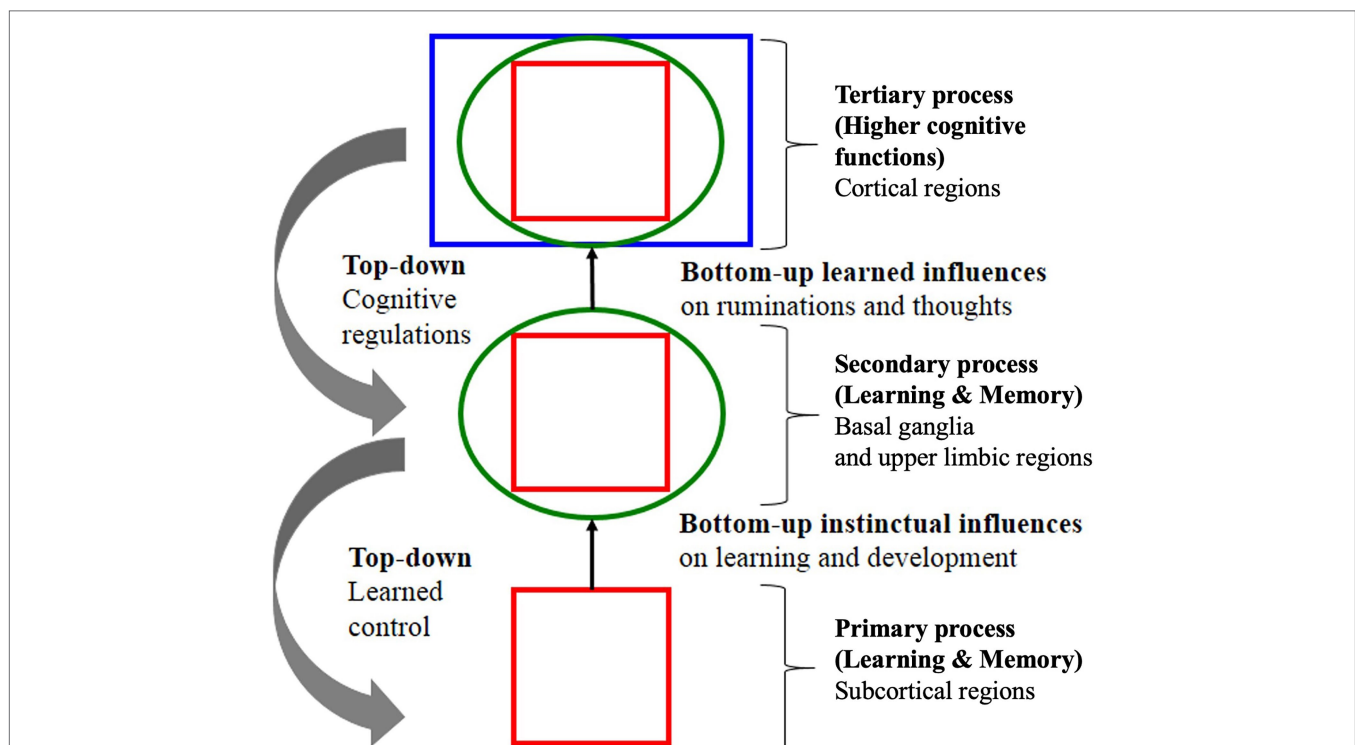 Tertiary process
(Higher cognitive
functions)
Cortical regions
Top-down
Cognitive
regulations
Bottom-up learned influences
on ruminations and thoughts
Secondary process
(Learning & Memory)
Basal ganglia
and upper limbic regions
Bottom-up instinctual influences
on learning and development
Top-down
Learned
control
Primary process
(Learning & Memory)
Subcortical regions